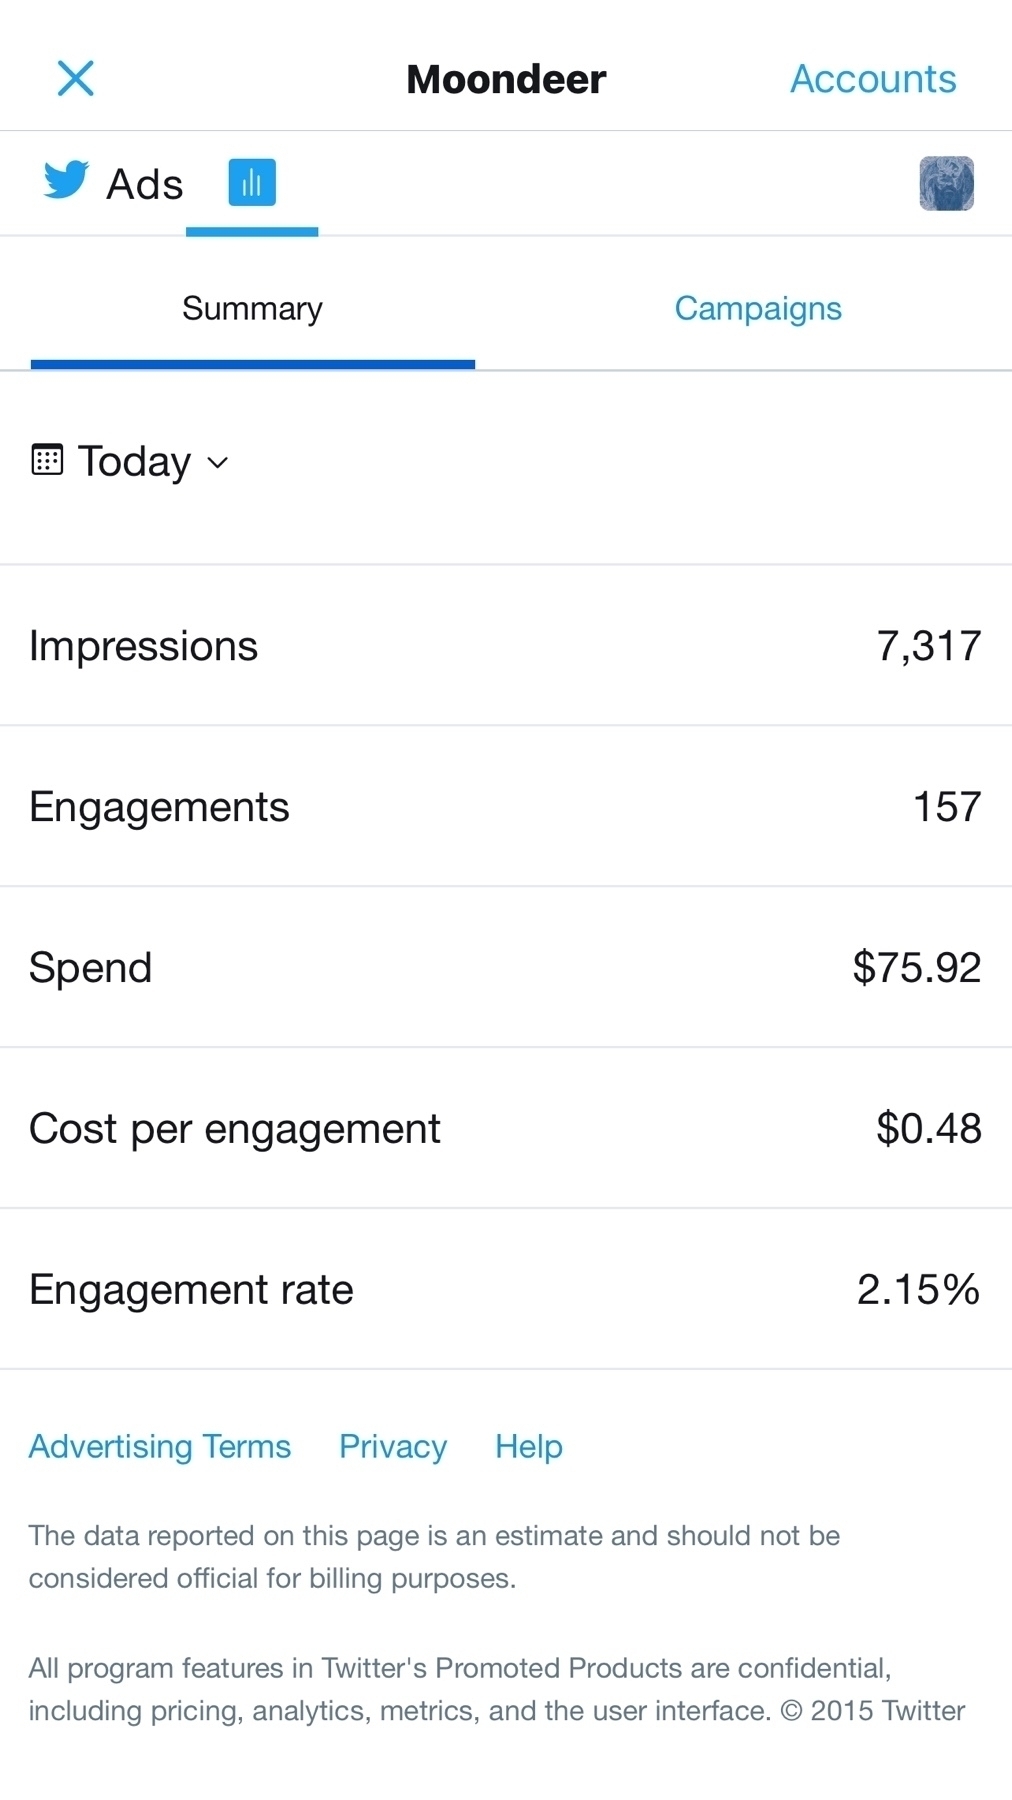 Moondeer
Accounts
Ads
Summary
Campaigns
Today
Impressions
7,317
Engagements
157
Spend
$75.92
Cost per engagement
$0.48
Engagement rate
2.15%
Advertising Terms
Privacy
Help
The data reported on this page is an estimate and should not be
considered official for billing purposes.
All program features in Twitter's Promoted Products are confidential,
including pricing, analytics, metrics, and the user interface. © 2015 Twitter